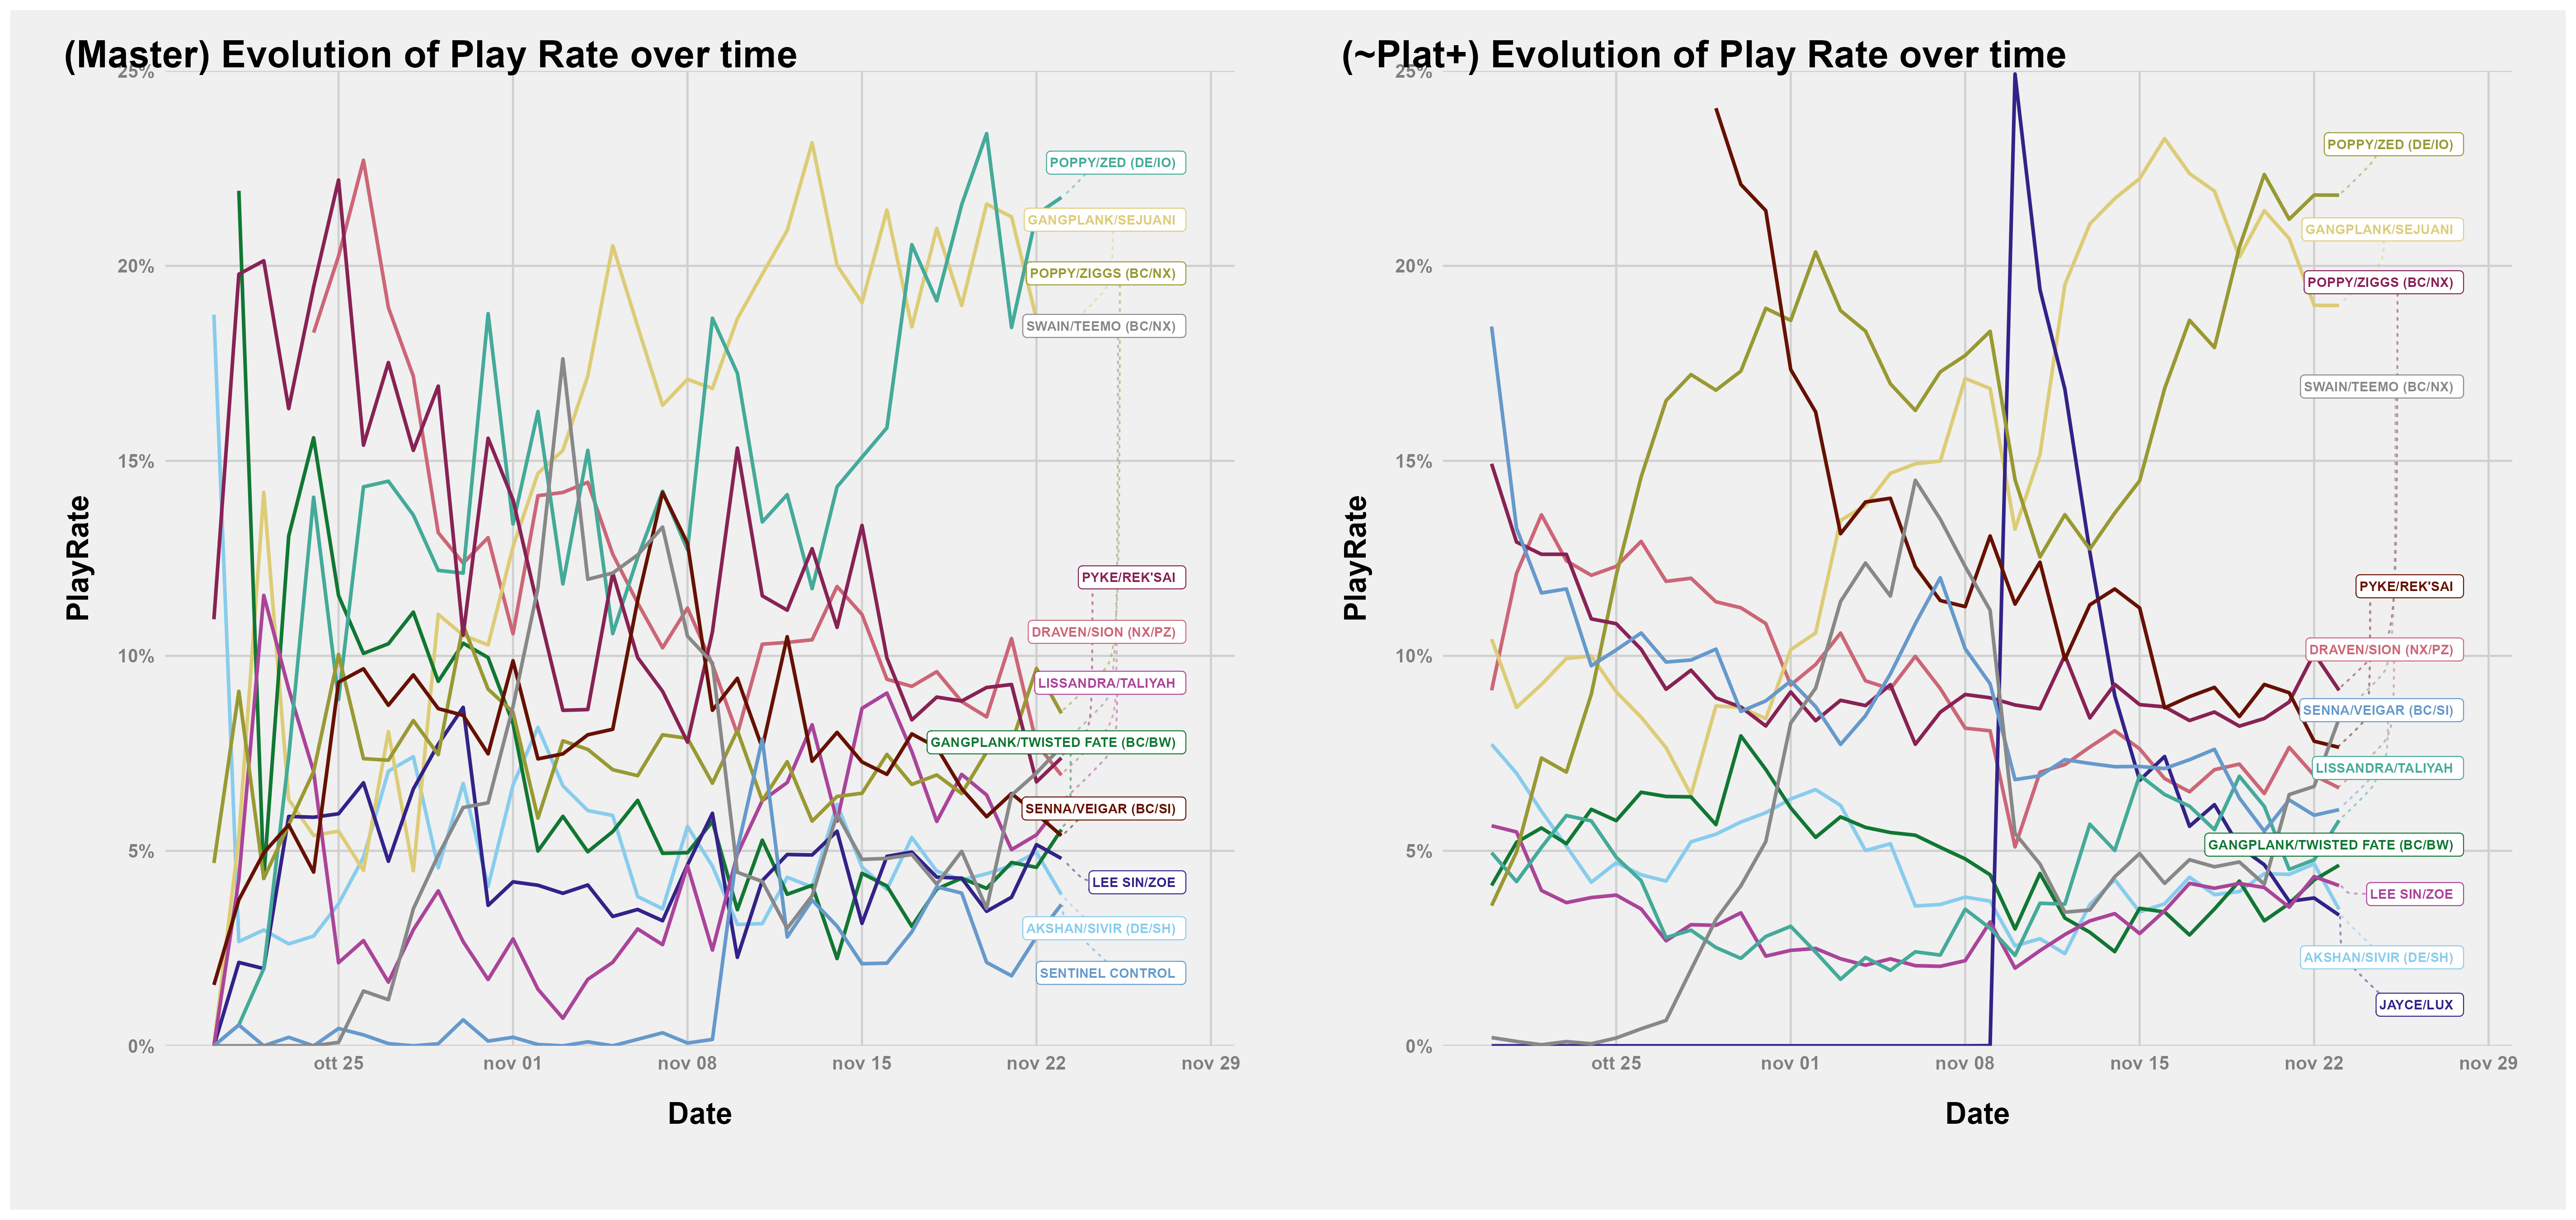 (Master) Evolution of Play Rate over time
25%
20%
15%
10%
5%
0%
PlayRate
POPPY/ZED (DE/IO)
GANGPLANK/SEJUANI
POPPY/ZIGGS (BC/NX)
SWAIN/TEEMO (BC/NX)
PYKE/REK'SAI
DRAVEN/SION (NX/PZ)
LISSANDRA/TALIYAH
GANGPLANK/TWISTED FATE (BC/BW)
SENNA/VEIGAR (BC/SI)
LEE SIN/ZOE
AKSHAN/SIVIR (DE/SH)
SENTINEL CONTROL
ott 25 nov 01 nov 08 nov 15 nov 22 nov 29
Date
(~Plat+) Evolution of Play Rate over time
25%
20%
15%
10%
5%
0%
PlayRate
POPPY/ZED (DE/IO)
GANGPLANK/SEJUANI
POPPY/ZIGGS (BC/NX)
SWAIN/TEEMO (BC/NX)
PYKE/REK'SAI
DRAVEN/SION (NX/PZ)
SENNA/VEIGAR (BC/SI)
LISSANDRA/TALIYAH
GANGPLANK/TWISTED FATE (BC/BW)
LEE SIN/ZOE
AKSHAN/SIVIR (DE/SH)
JAYCE/LUX
ott 25 nov 01 nov 08 nov 15 nov 22 nov 29
Date